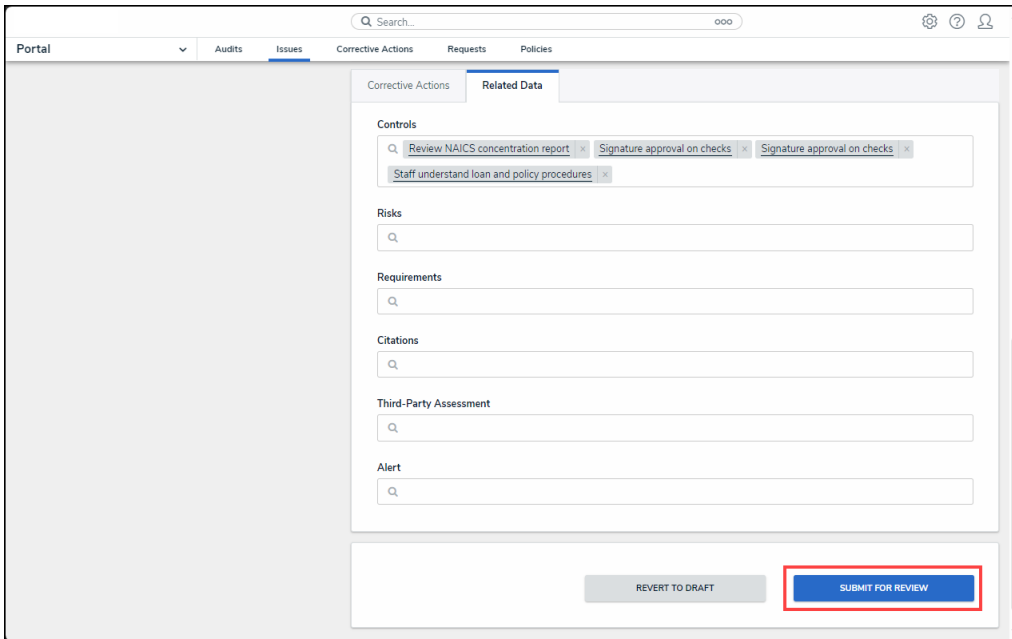 Search...
Portal Audits Issues Corrective Actions Requests Policies
Corrective Actions Related Data
Controls
Review NAICS concentration report × Signature approval on checks × Signature approval on checks ×
Staff understand loan and policy procedures ×
Risks
Requirements
Citations
Third-Party Assessment
Alert
REVERT TO DRAFT SUBMIT FOR REVIEW